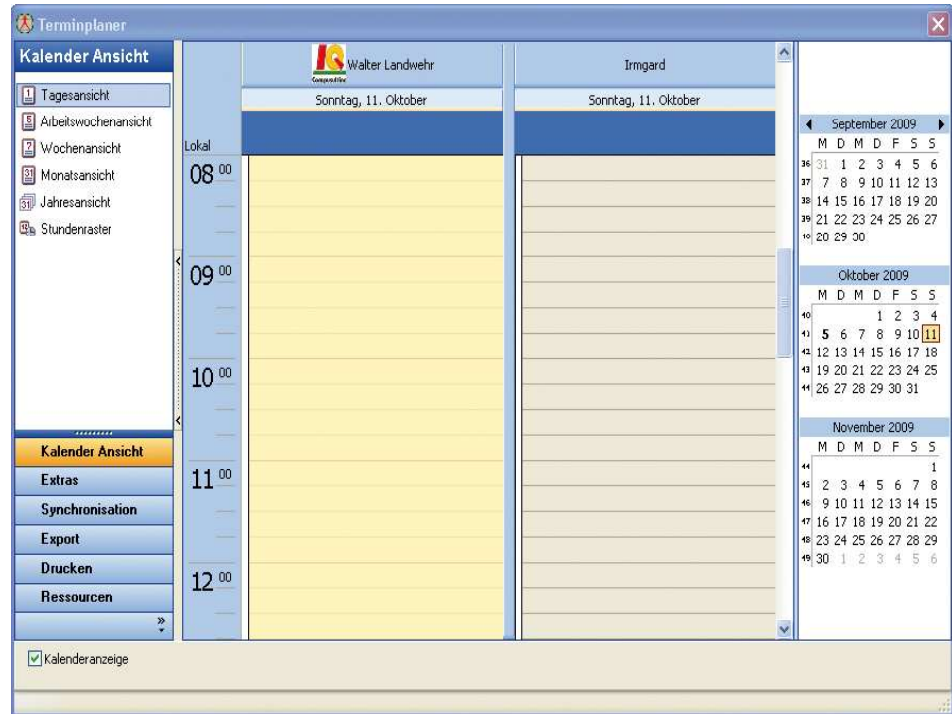 Terminplaner
Kalender Ansicht
Tagesansicht
Arbeitswochenansicht
Wochenansicht
Monatsansicht
Jahresansicht
Stundenraster
Kalender Ansicht
Extras
Synchronisation
Export
Drucken
Ressourcen
Kalenderanzeige
Lokal
08 00
09 00
10 00
11 00
12 00
Walter Landwehr
Sonntag, 11. Oktober
Irmgard
Sonntag, 11. Oktober
September 2009
M D M D F S S
36 31 1 2 3 4 5 6
37 7 8 9 10 11 12 13
38 14 15 16 17 18 19 20
39 21 22 23 24 25 26 27
29
Oktober 2009
M D M D F S S
40 1 2 3 4
41 5 6 7 8 9 10 11
42 12 13 14 15 16 17 18
43 19 20 21 22 23 24 25
44 26 27 28 29 30 31
November 2009
M D M D F S S
44 1
45 2 3 4 5 6 7 8
46 9 10 11 12 13 14 15
47 16 17 18 19 20 21 22
48 23 24 25 26 27 28 29
49 30 1 2 3 4 5 6